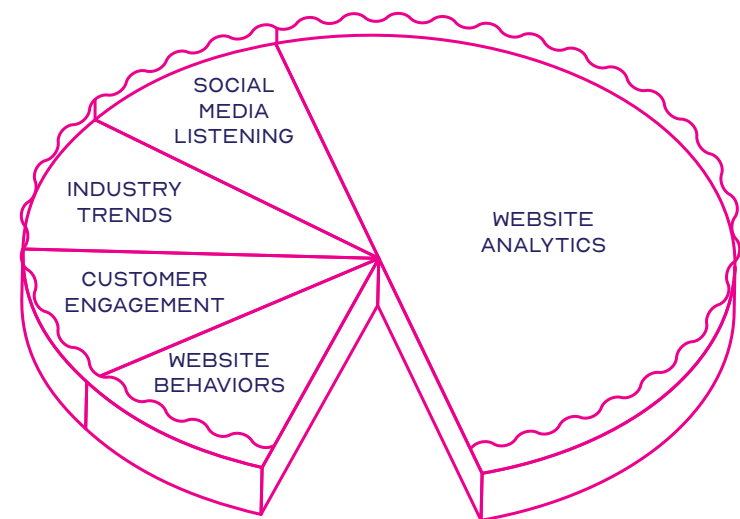 SOCIAL
MEDIA
LISTENING
INDUSTRY
TRENDS
WEBSITE
ANALYTICS
CUSTOMER
ENGAGEMENT
WEBSITE
BEHAVIORS